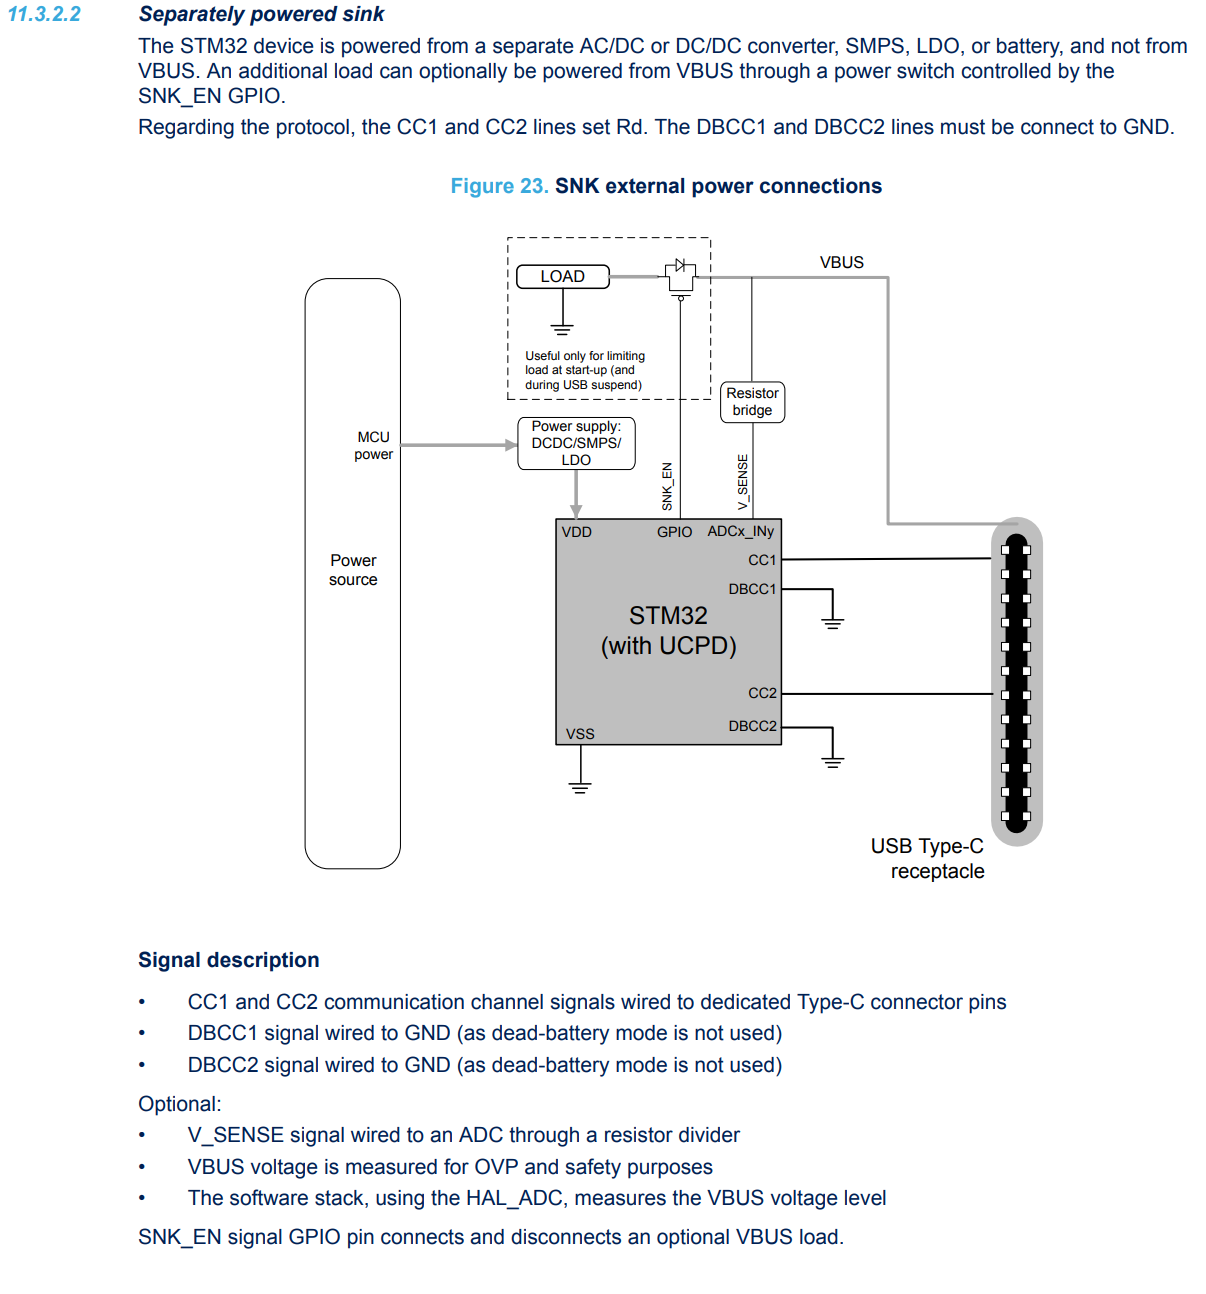 11.3.2.2 Separately powered sink
The STM32 device is powered from a separate AC/DC or DC/DC converter, SMPS, LDO, or battery, and not from
VBUS. An additional load can optionally be powered from VBUS through a power switch controlled by the
SNK_EN GPIO.
Regarding the protocol, the CC1 and CC2 lines set Rd. The DBCC1 and DBCC2 lines must be connect to GND.
Figure 23. SNK external power connections
VBUS
LOAD
Useful only for limiting
load at start-up (and
during USB suspend)
Resistor
bridge
Power supply:
DCDC/SMPS/
LDO
MCU
power
SNK_EN
V_SENSE
VDD
GPIO
ADCx_INy
CC1
DBCC1
Power
source
STM32
(with UCPD)
CC2
DBCC2
VSS
USB Type-C
receptacle
Signal description
• CC1 and CC2 communication channel signals wired to dedicated Type-C connector pins
• DBCC1 signal wired to GND (as dead-battery mode is not used)
• DBCC2 signal wired to GND (as dead-battery mode is not used)
Optional:
• V_SENSE signal wired to an ADC through a resistor divider
• VBUS voltage is measured for OVP and safety purposes
• The software stack, using the HAL_ADC, measures the VBUS voltage level
SNK_EN signal GPIO pin connects and disconnects an optional VBUS load.